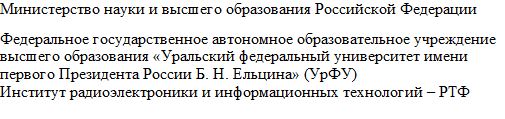 Министерство науки и высшего образования Российской Федерации
Федеральное государственное автономное образовательное учреждение
высшего образования «Уральский федеральный университет имени
первого Президента России Б. Н. Ельцина» (УрФУ)
Институт радиоэлектроники и информационных технологий – РТФ